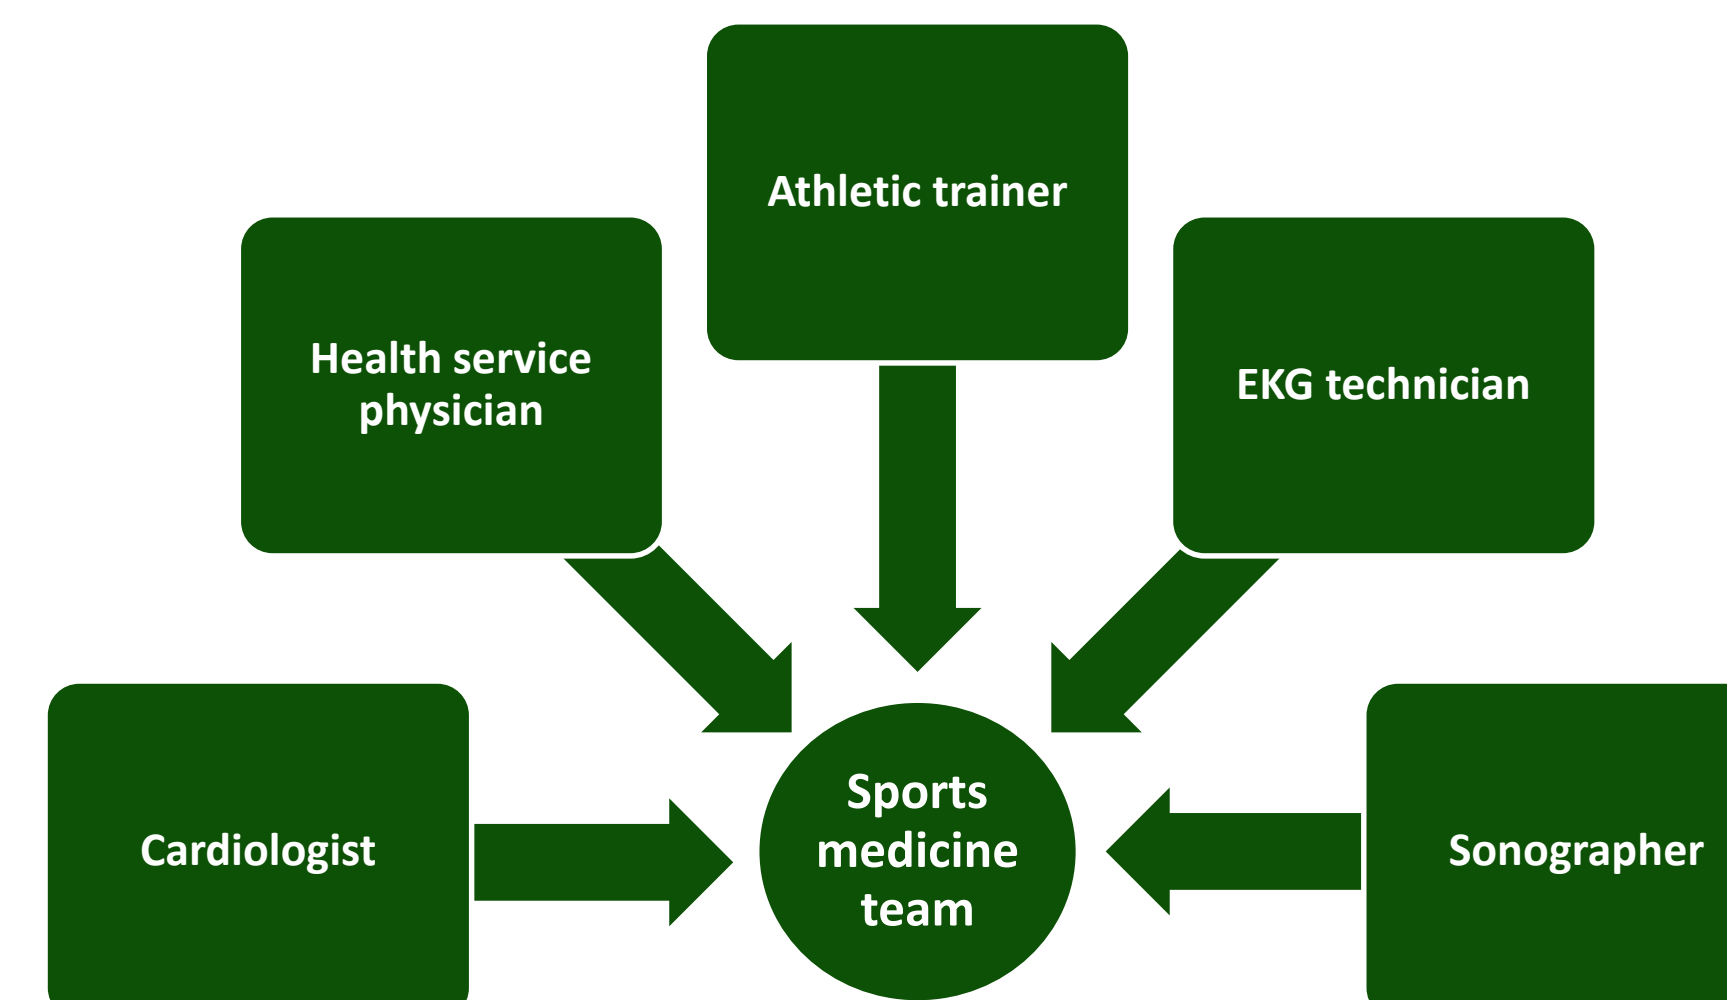 Athletic trainer
Health service
physician
EKG technician
Cardiologist
Sports
medicine
team
Sonographer